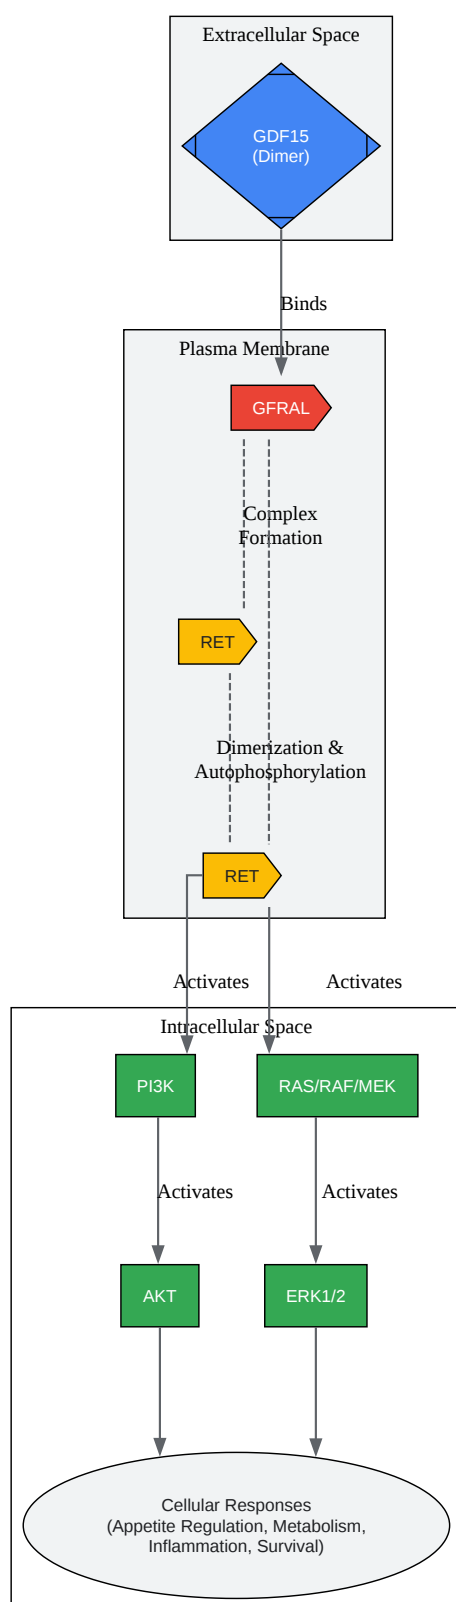 Extracellular Space
GDF15
(Dimer)
Binds
Plasma Membrane
GFRAL
Complex
Formation
RET
Dimerization &
Autophosphorylation
RET
Activates
Activates
Intracellular Space
PI3K
RAS/RAF/MEK
Activates
Activates
AKT
ERK1/2
Cellular Responses
(Appetite Regulation, Metabolism,
Inflammation, Survival)